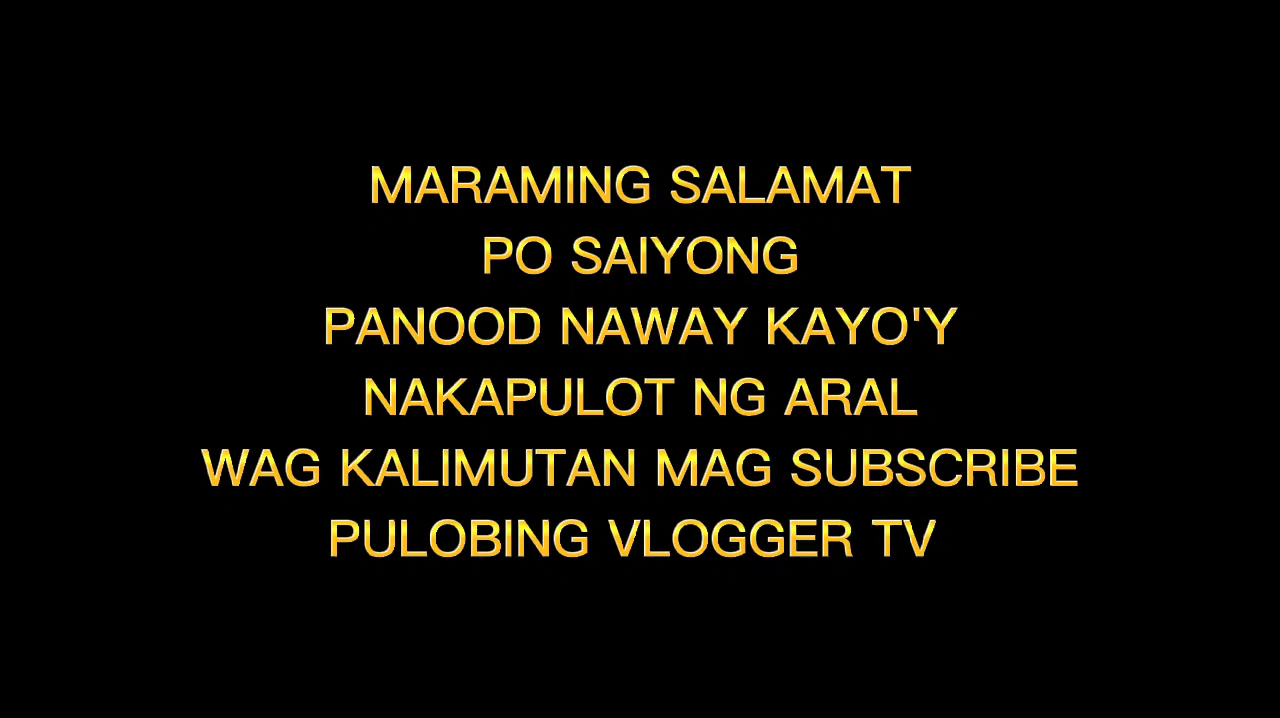 MARAMING SALAMAT
PO SAIYONG
PANOOD NAWAY KAYO'Y
NAKAPULOT NG ARAL
WAG KALIMUTAN MAG SUBSCRIBE
PULOBING VLOGGER TV